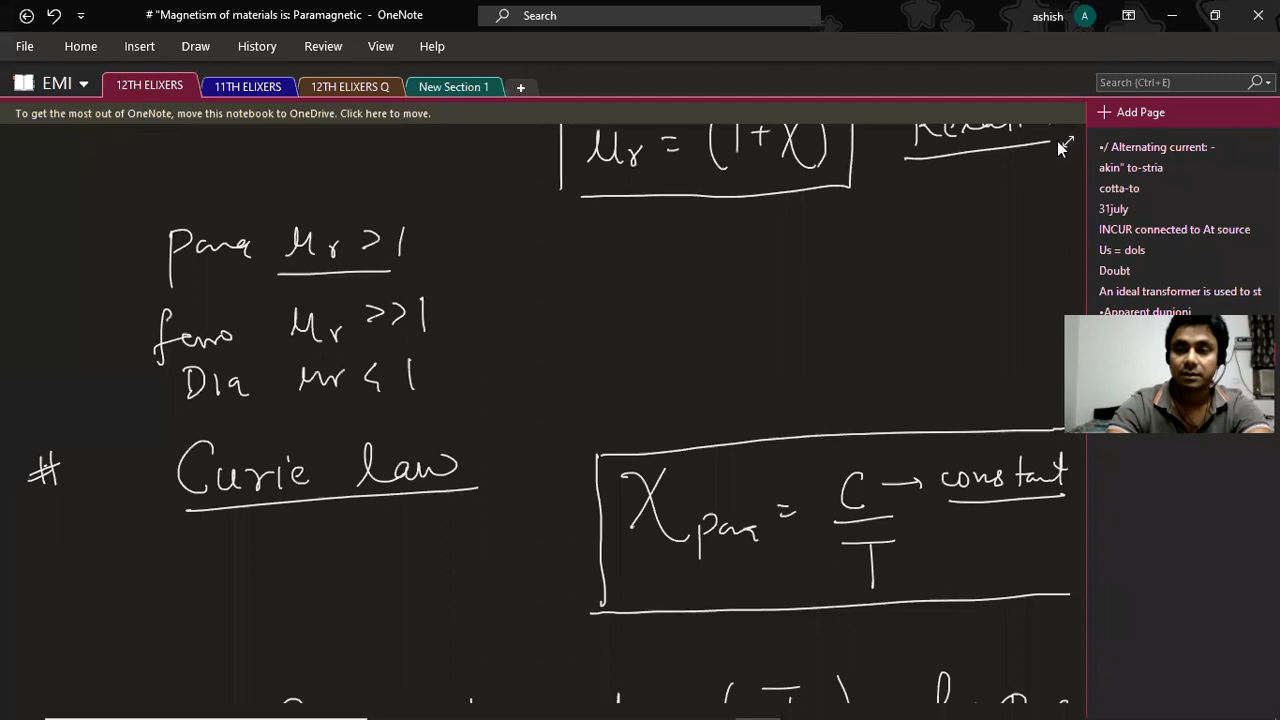 # "Magnetism of materials is: Paramagnetic - OneNote
Search
ashish A
File Home Insert Draw History Review View Help
EMI 12TH ELIXERS 11TH ELIXERS 12TH ELIXERS Q New Section 1 +
Search (Ctrl+E)
To get the most out of OneNote, move this notebook to OneDrive. Click here to move.
+ Add Page
•/ Alternating current: -
akin" to-stria
cotta-to
31july
INCUR connected to At source
Us = dols
Doubt
An ideal transformer is used to st
•Apparent dunioni
μr = (1+χ)
Para μr > 1
ferro μr >> 1
Dia μr < 1
# Curie law
χpara = C/T → constant